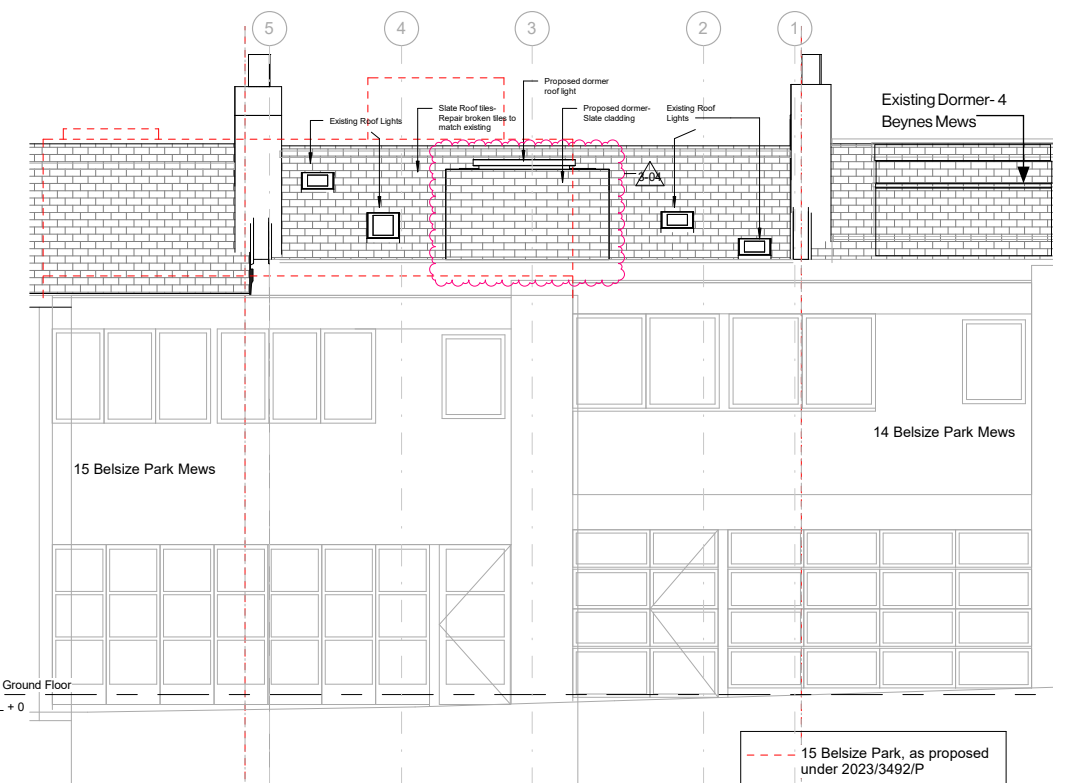 5
4
3
2
1
Proposed dormer
roof light
Existing Roof Lights
Slate Roof tiles-
Repair broken tiles to
match existing
Proposed dormer-
Slate cladding
Existing Roof
Lights
Existing Dormer- 4
Beynes Mews
3-04
14 Belsize Park Mews
15 Belsize Park Mews
Ground Floor
+ 0
15 Belsize Park, as proposed
under 2023/3492/P